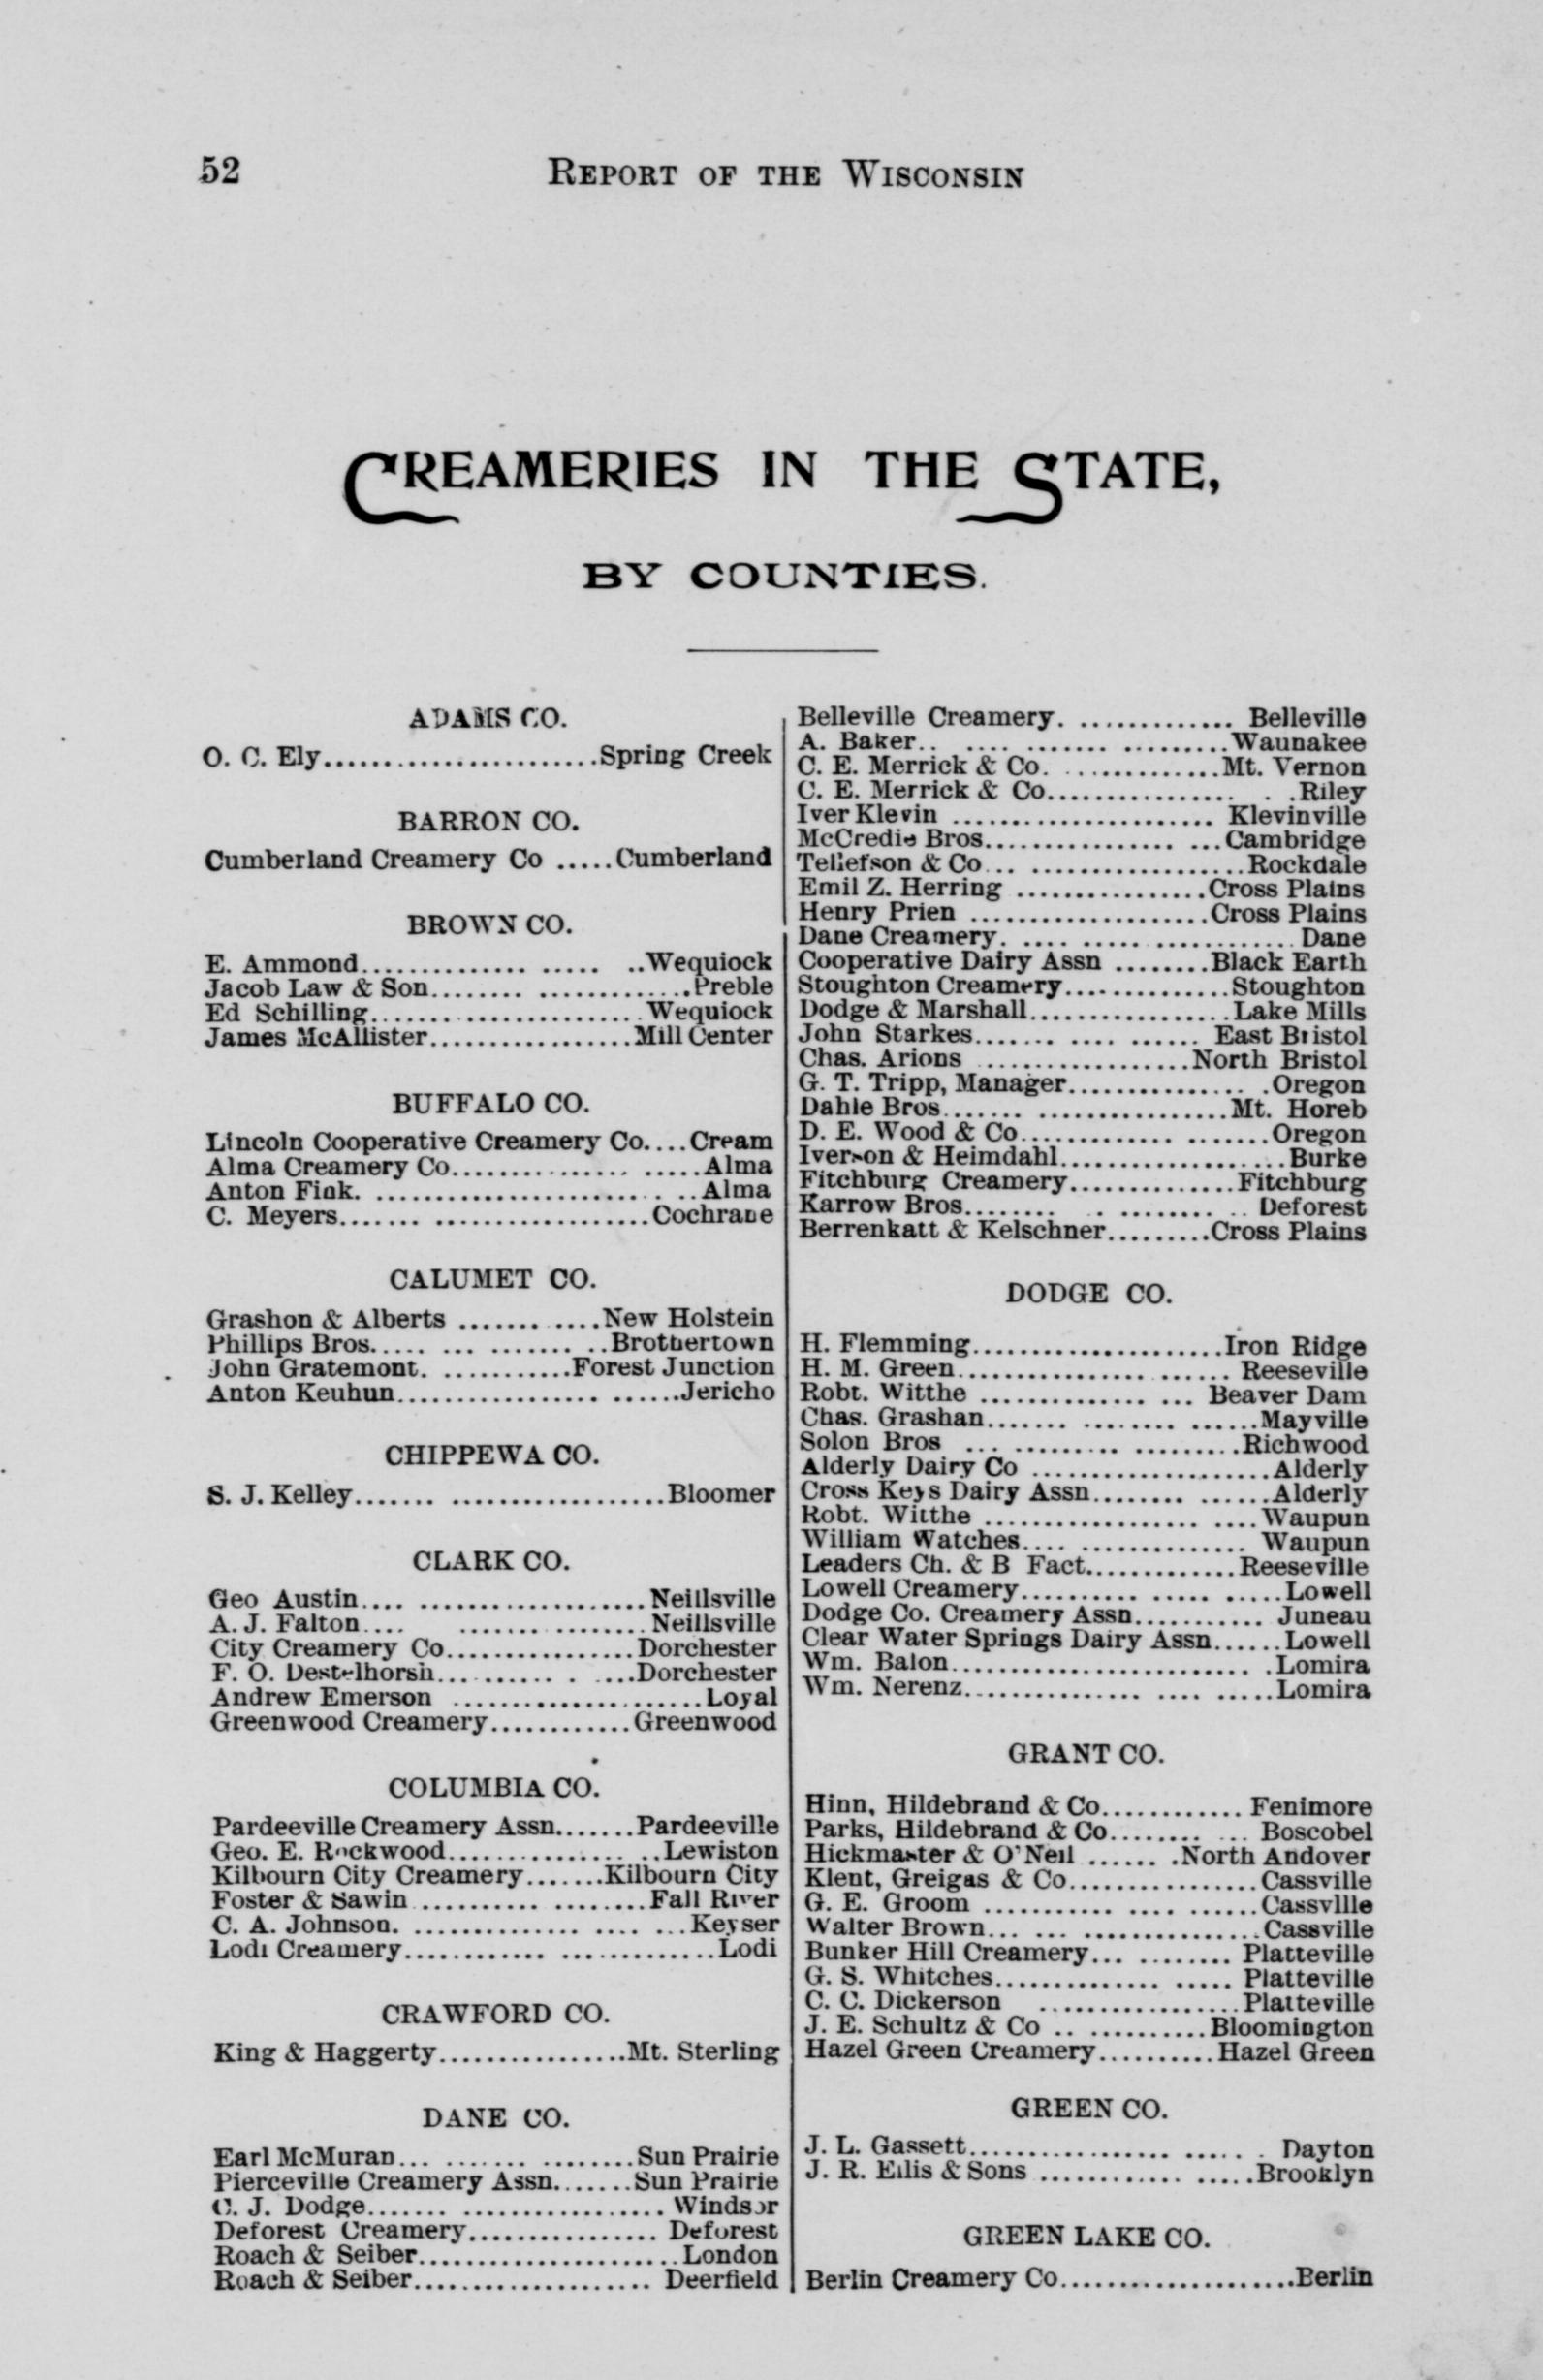 52 REPORT OF THE WISCONSIN
CREAMERIES IN THE STATE,
BY COUNTIES.
ADAMS CO.
O. C. Ely........................Spring Creek
BARRON CO.
Cumberland Creamery Co .....Cumberland
BROWN CO.
E. Ammond.....................Wequiock
Jacob Law & Son.....................Preble
Ed Schilling.......................Wequiock
James McAllister.................Mill Center
BUFFALO CO.
Lincoln Cooperative Creamery Co....Cream
Alma Creamery Co....................Alma
Anton Fink...........................Alma
C. Meyers.........................Cochrane
CALUMET CO.
Grashon & Alberts ............New Holstein
Phillips Bros...................Brothertown
John Gratemont............Forest Junction
Anton Keuhun.......................Jericho
CHIPPEWA CO.
S. J. Kelley.........................Bloomer
CLARK CO.
Geo Austin.......................Neillsville
A. J. Falton.....................Neillsville
City Creamery Co................Dorchester
F. O. Destelhorsh................Dorchester
Andrew Emerson .....................Loyal
Greenwood Creamery............Greenwood
COLUMBIA CO.
Pardeeville Creamery Assn.......Pardeeville
Geo. E. Rockwood.................Lewiston
Kilbourn City Creamery.......Kilbourn City
Foster & Sawin...................Fall River
C. A. Johnson.......................Keyser
Lodi Creamery.........................Lodi
CRAWFORD CO.
King & Haggerty................Mt. Sterling
DANE CO.
Earl McMuran...................Sun Prairie
Pierceville Creamery Assn.......Sun Prairie
C. J. Dodge........................Windsor
Deforest Creamery................Deforest
Roach & Seiber......................London
Roach & Seiber....................Deerfield
Belleville Creamery...............Belleville
A. Baker.........................Waunakee
C. E. Merrick & Co...............Mt. Vernon
C. E. Merrick & Co....................Riley
Iver Klevin ......................Klevinville
McCredie Bros...................Cambridge
Tellefson & Co.....................Rockdale
Emil Z. Herring ................Cross Plains
Henry Prien ....................Cross Plains
Dane Creamery.........................Dane
Cooperative Dairy Assn ........Black Earth
Stoughton Creamery..............Stoughton
Dodge & Marshall.................Lake Mills
John Starkes...................East Bristol
Chas. Arions ..................North Bristol
G. T. Tripp, Manager................Oregon
Dahle Bros.......................Mt. Horeb
D. E. Wood & Co.....................Oregon
Iverson & Heimdahl...................Burke
Fitchburg Creamery..............Fitchburg
Karrow Bros.......................Deforest
Berrenkatt & Kelschner.........Cross Plains
DODGE CO.
H. Flemming.....................Iron Ridge
H. M. Green......................Reeseville
Robt. Witthe .................Beaver Dam
Chas. Grashan.....................Mayville
Solon Bros .....................Richwood
Alderly Dairy Co ....................Alderly
Cross Keys Dairy Assn..............Alderly
Robt. Witthe ......................Waupun
William Watches..................Waupun
Leaders Ch. & B Fact.............Reeseville
Lowell Creamery.....................Lowell
Dodge Co. Creamery Assn...........Juneau
Clear Water Springs Dairy Assn......Lowell
Wm. Balon..........................Lomira
Wm. Nerenz........................Lomira
GRANT CO.
Hinn, Hildebrand & Co............Fenimore
Parks, Hildebrand & Co...........Boscobel
Hickmaster & O'Neil .......North Andover
Klent, Greigas & Co................Cassville
G. E. Groom ......................Cassville
Walter Brown.....................Cassville
Bunker Hill Creamery...........Platteville
G. S. Whitches...................Platteville
C. C. Dickerson .................Platteville
J. E. Schultz & Co ............Bloomington
Hazel Green Creamery..........Hazel Green
GREEN CO.
J. L. Gassett........................Dayton
J. R. Ellis & Sons .................Brooklyn
GREEN LAKE CO.
Berlin Creamery Co....................Berlin